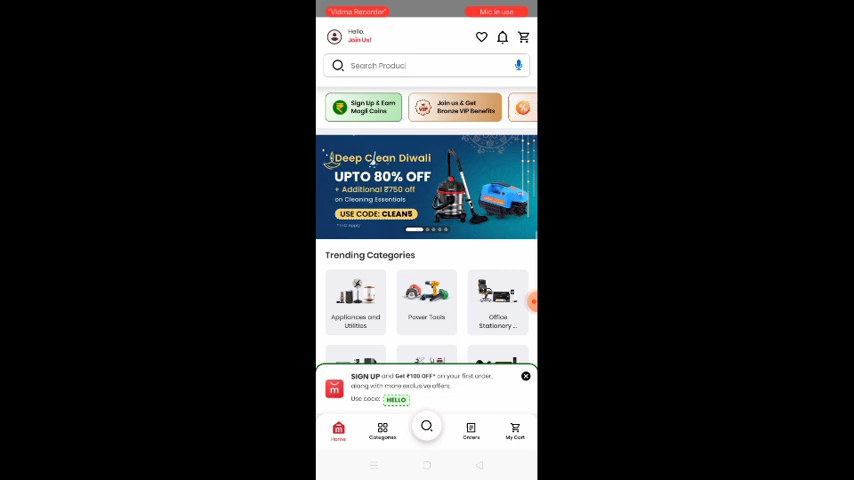 "Vidma Recorder"
Mic in use
Hello,
Join Us!
Search Product
Sign Up & Earn
Mogli Coins
VIP
Join us & Get
Bronze VIP Benefits
%
Deep Clean Diwali
UPTO 80% OFF
+ Additional ₹750 off
on Cleaning Essentials
USE CODE: CLEAN5
*T&C Apply
Trending Categories
Appliances and
Utilities
Power Tools
Office
Stationery ...
m
SIGN UP and Get ₹100 OFF* on your first order,
along with more exclusive offers.
Use code: HELLO
Home
Categories
Orders
My Cart